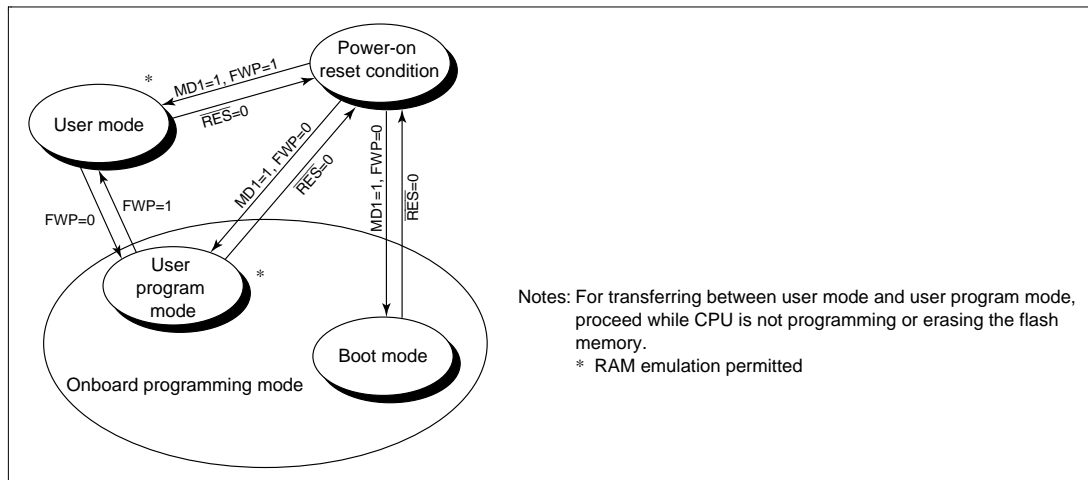 Power-on
reset condition
MD1=1, FWP=1
*
R̅E̅S̅=0
User mode
MD1=1, FWP=0
R̅E̅S̅=0
MD1=1, FWP=0
R̅E̅S̅=0
FWP=0
FWP=1
User
program
mode
*
Boot mode
Onboard programming mode
Notes: For transferring between user mode and user program mode,
proceed while CPU is not programming or erasing the flash
memory.
* RAM emulation permitted